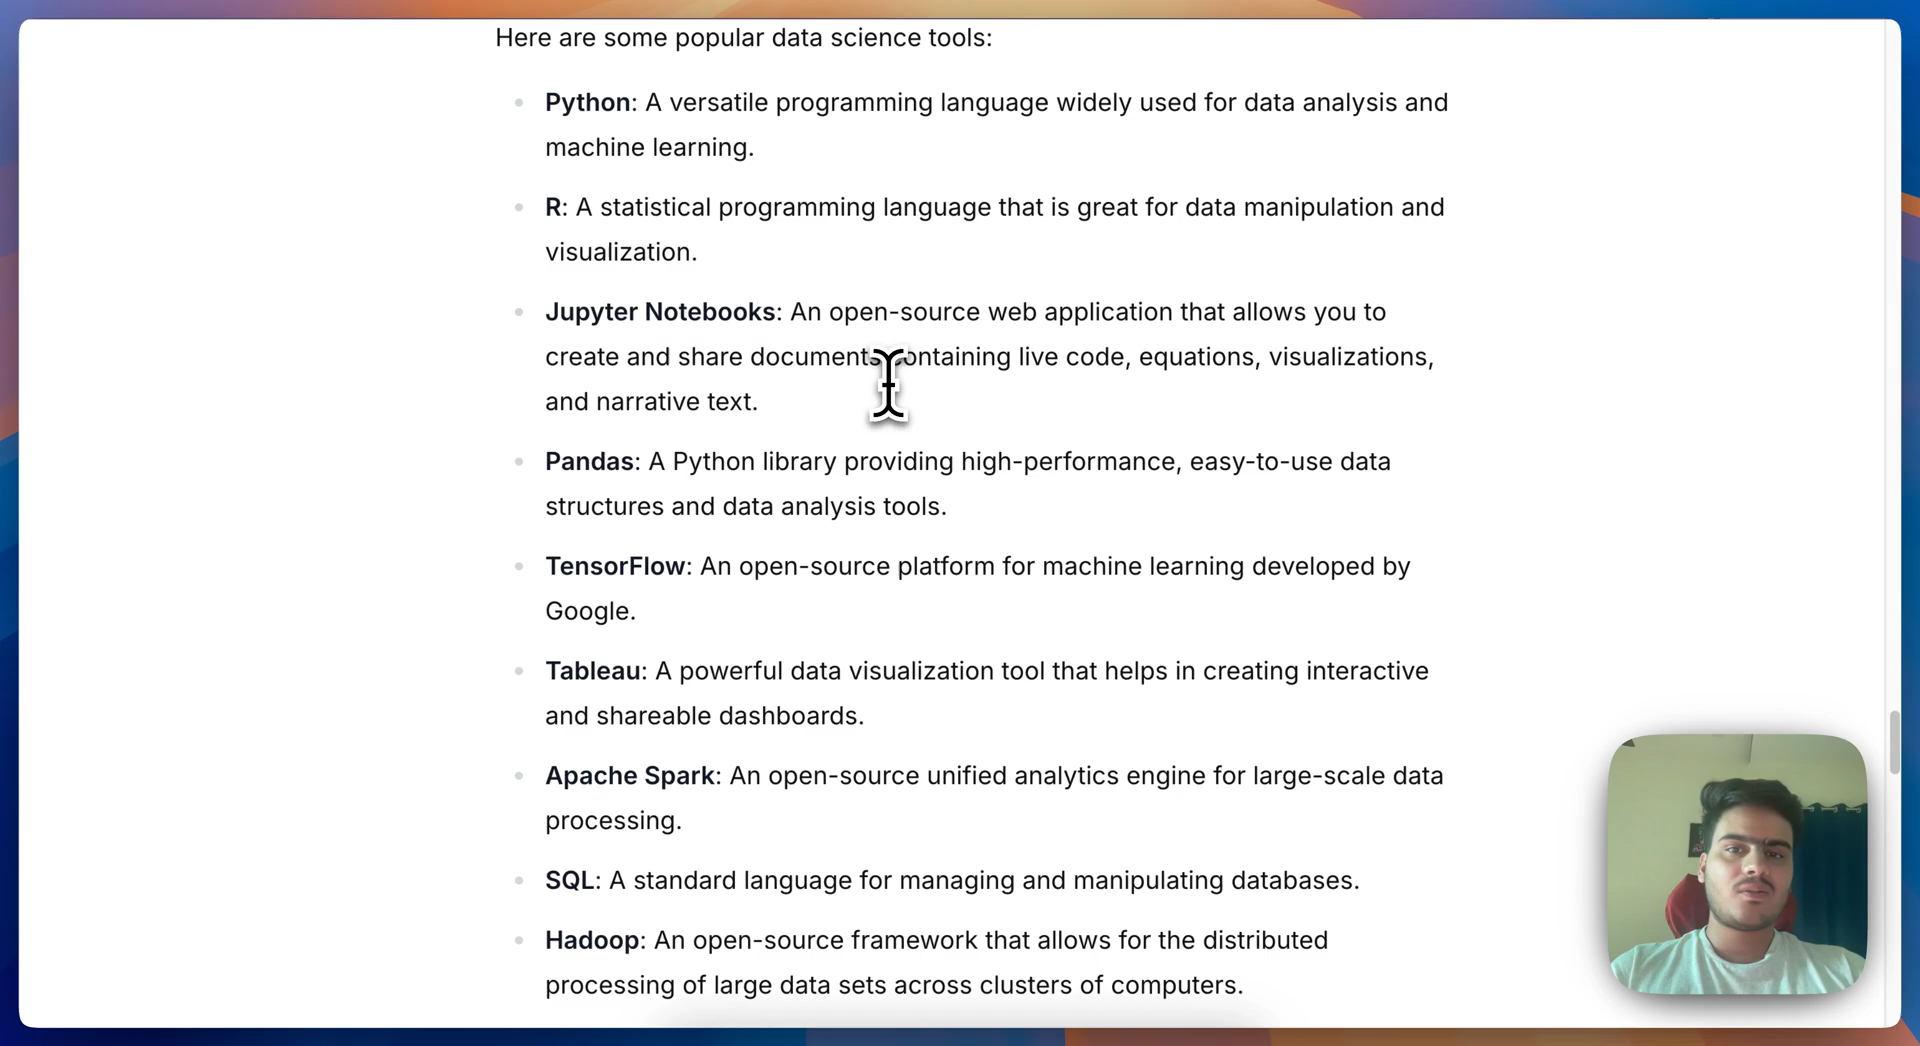 Here are some popular data science tools:
Python: A versatile programming language widely used for data analysis and
machine learning.
R: A statistical programming language that is great for data manipulation and
visualization.
Jupyter Notebooks: An open-source web application that allows you to
create and share documents containing live code, equations, visualizations,
and narrative text.
Pandas: A Python library providing high-performance, easy-to-use data
structures and data analysis tools.
TensorFlow: An open-source platform for machine learning developed by
Google.
Tableau: A powerful data visualization tool that helps in creating interactive
and shareable dashboards.
Apache Spark: An open-source unified analytics engine for large-scale data
processing.
SQL: A standard language for managing and manipulating databases.
Hadoop: An open-source framework that allows for the distributed
processing of large data sets across clusters of computers.